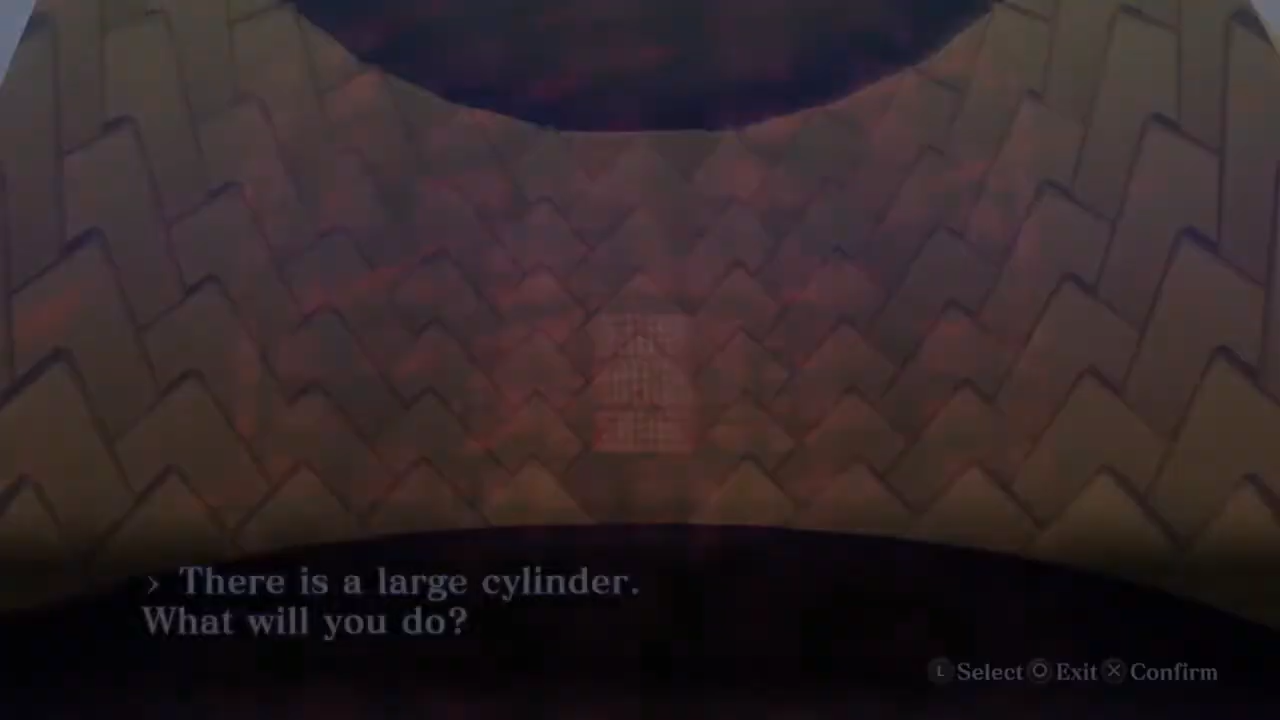 › There is a large cylinder.
What will you do?
L Select O Exit X Confirm